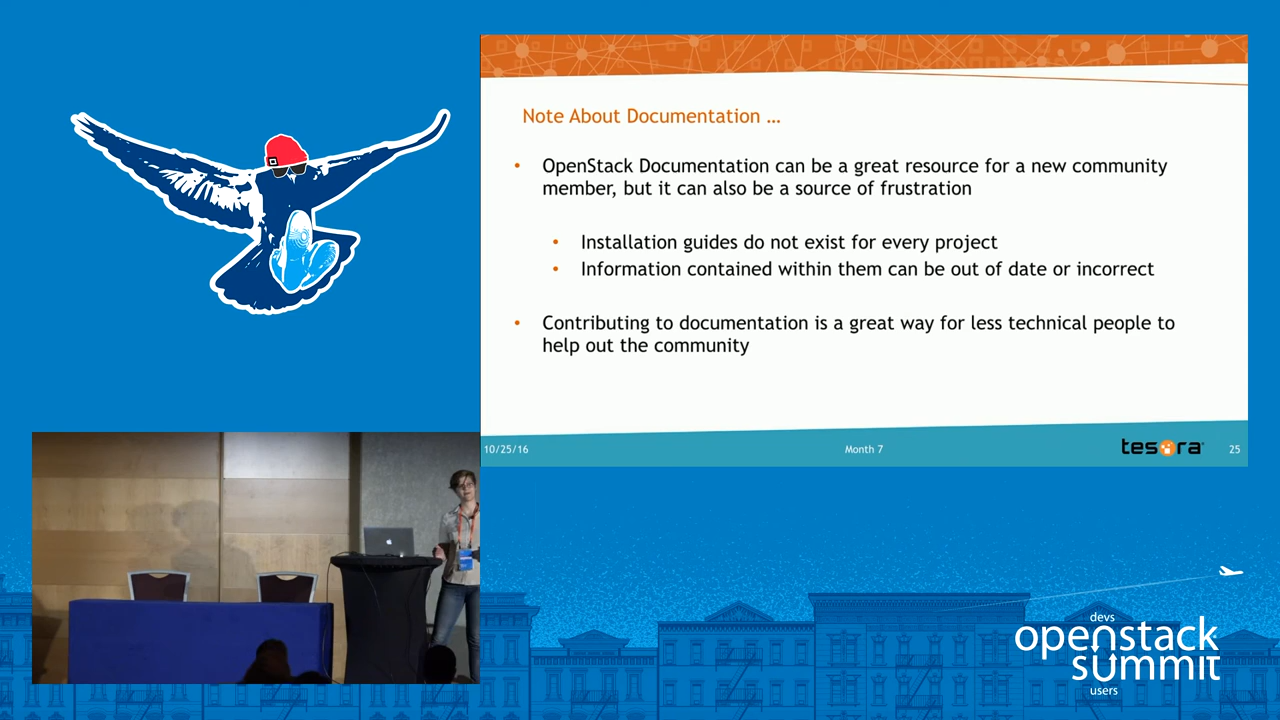 Note About Documentation …
• OpenStack Documentation can be a great resource for a new community
member, but it can also be a source of frustration
• Installation guides do not exist for every project
• Information contained within them can be out of date or incorrect
• Contributing to documentation is a great way for less technical people to
help out the community
10/25/16
Month 7
tesora
25
devs
openstack
summit
users